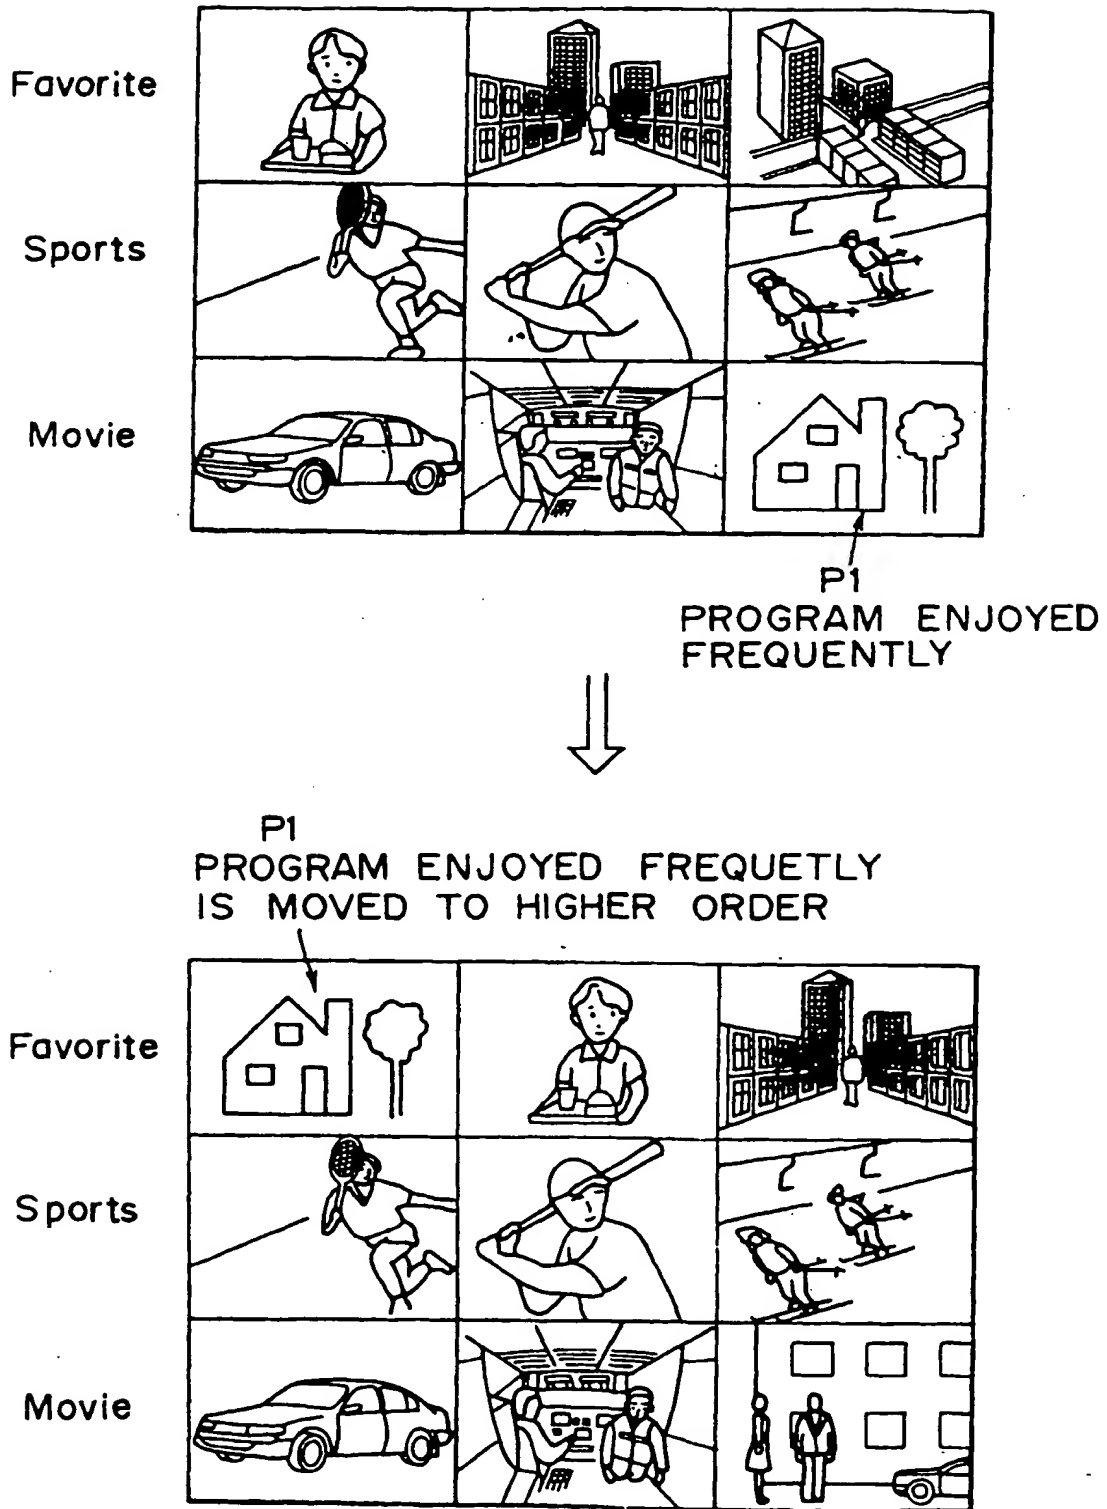 Favorite
Sports
Movie
P1
PROGRAM ENJOYED
FREQUENTLY
P1
PROGRAM ENJOYED FREQUETLY
IS MOVED TO HIGHER ORDER
Favorite
Sports
Movie